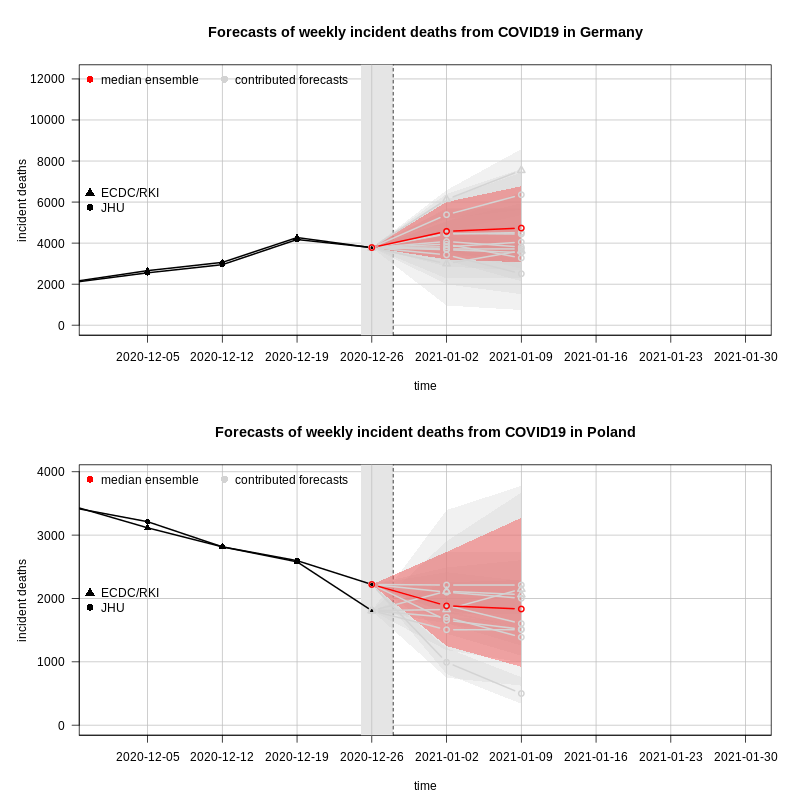 Forecasts of weekly incident deaths from COVID19 in Germany
12000
10000
8000
6000
4000
2000
0
incident deaths
median ensemble
contributed forecasts
ECDC/RKI
JHU
2020-12-05 2020-12-12 2020-12-19 2020-12-26 2021-01-02 2021-01-09 2021-01-16 2021-01-23 2021-01-30
time
Forecasts of weekly incident deaths from COVID19 in Poland
4000
3000
2000
1000
0
incident deaths
median ensemble
contributed forecasts
ECDC/RKI
JHU
2020-12-05 2020-12-12 2020-12-19 2020-12-26 2021-01-02 2021-01-09 2021-01-16 2021-01-23 2021-01-30
time